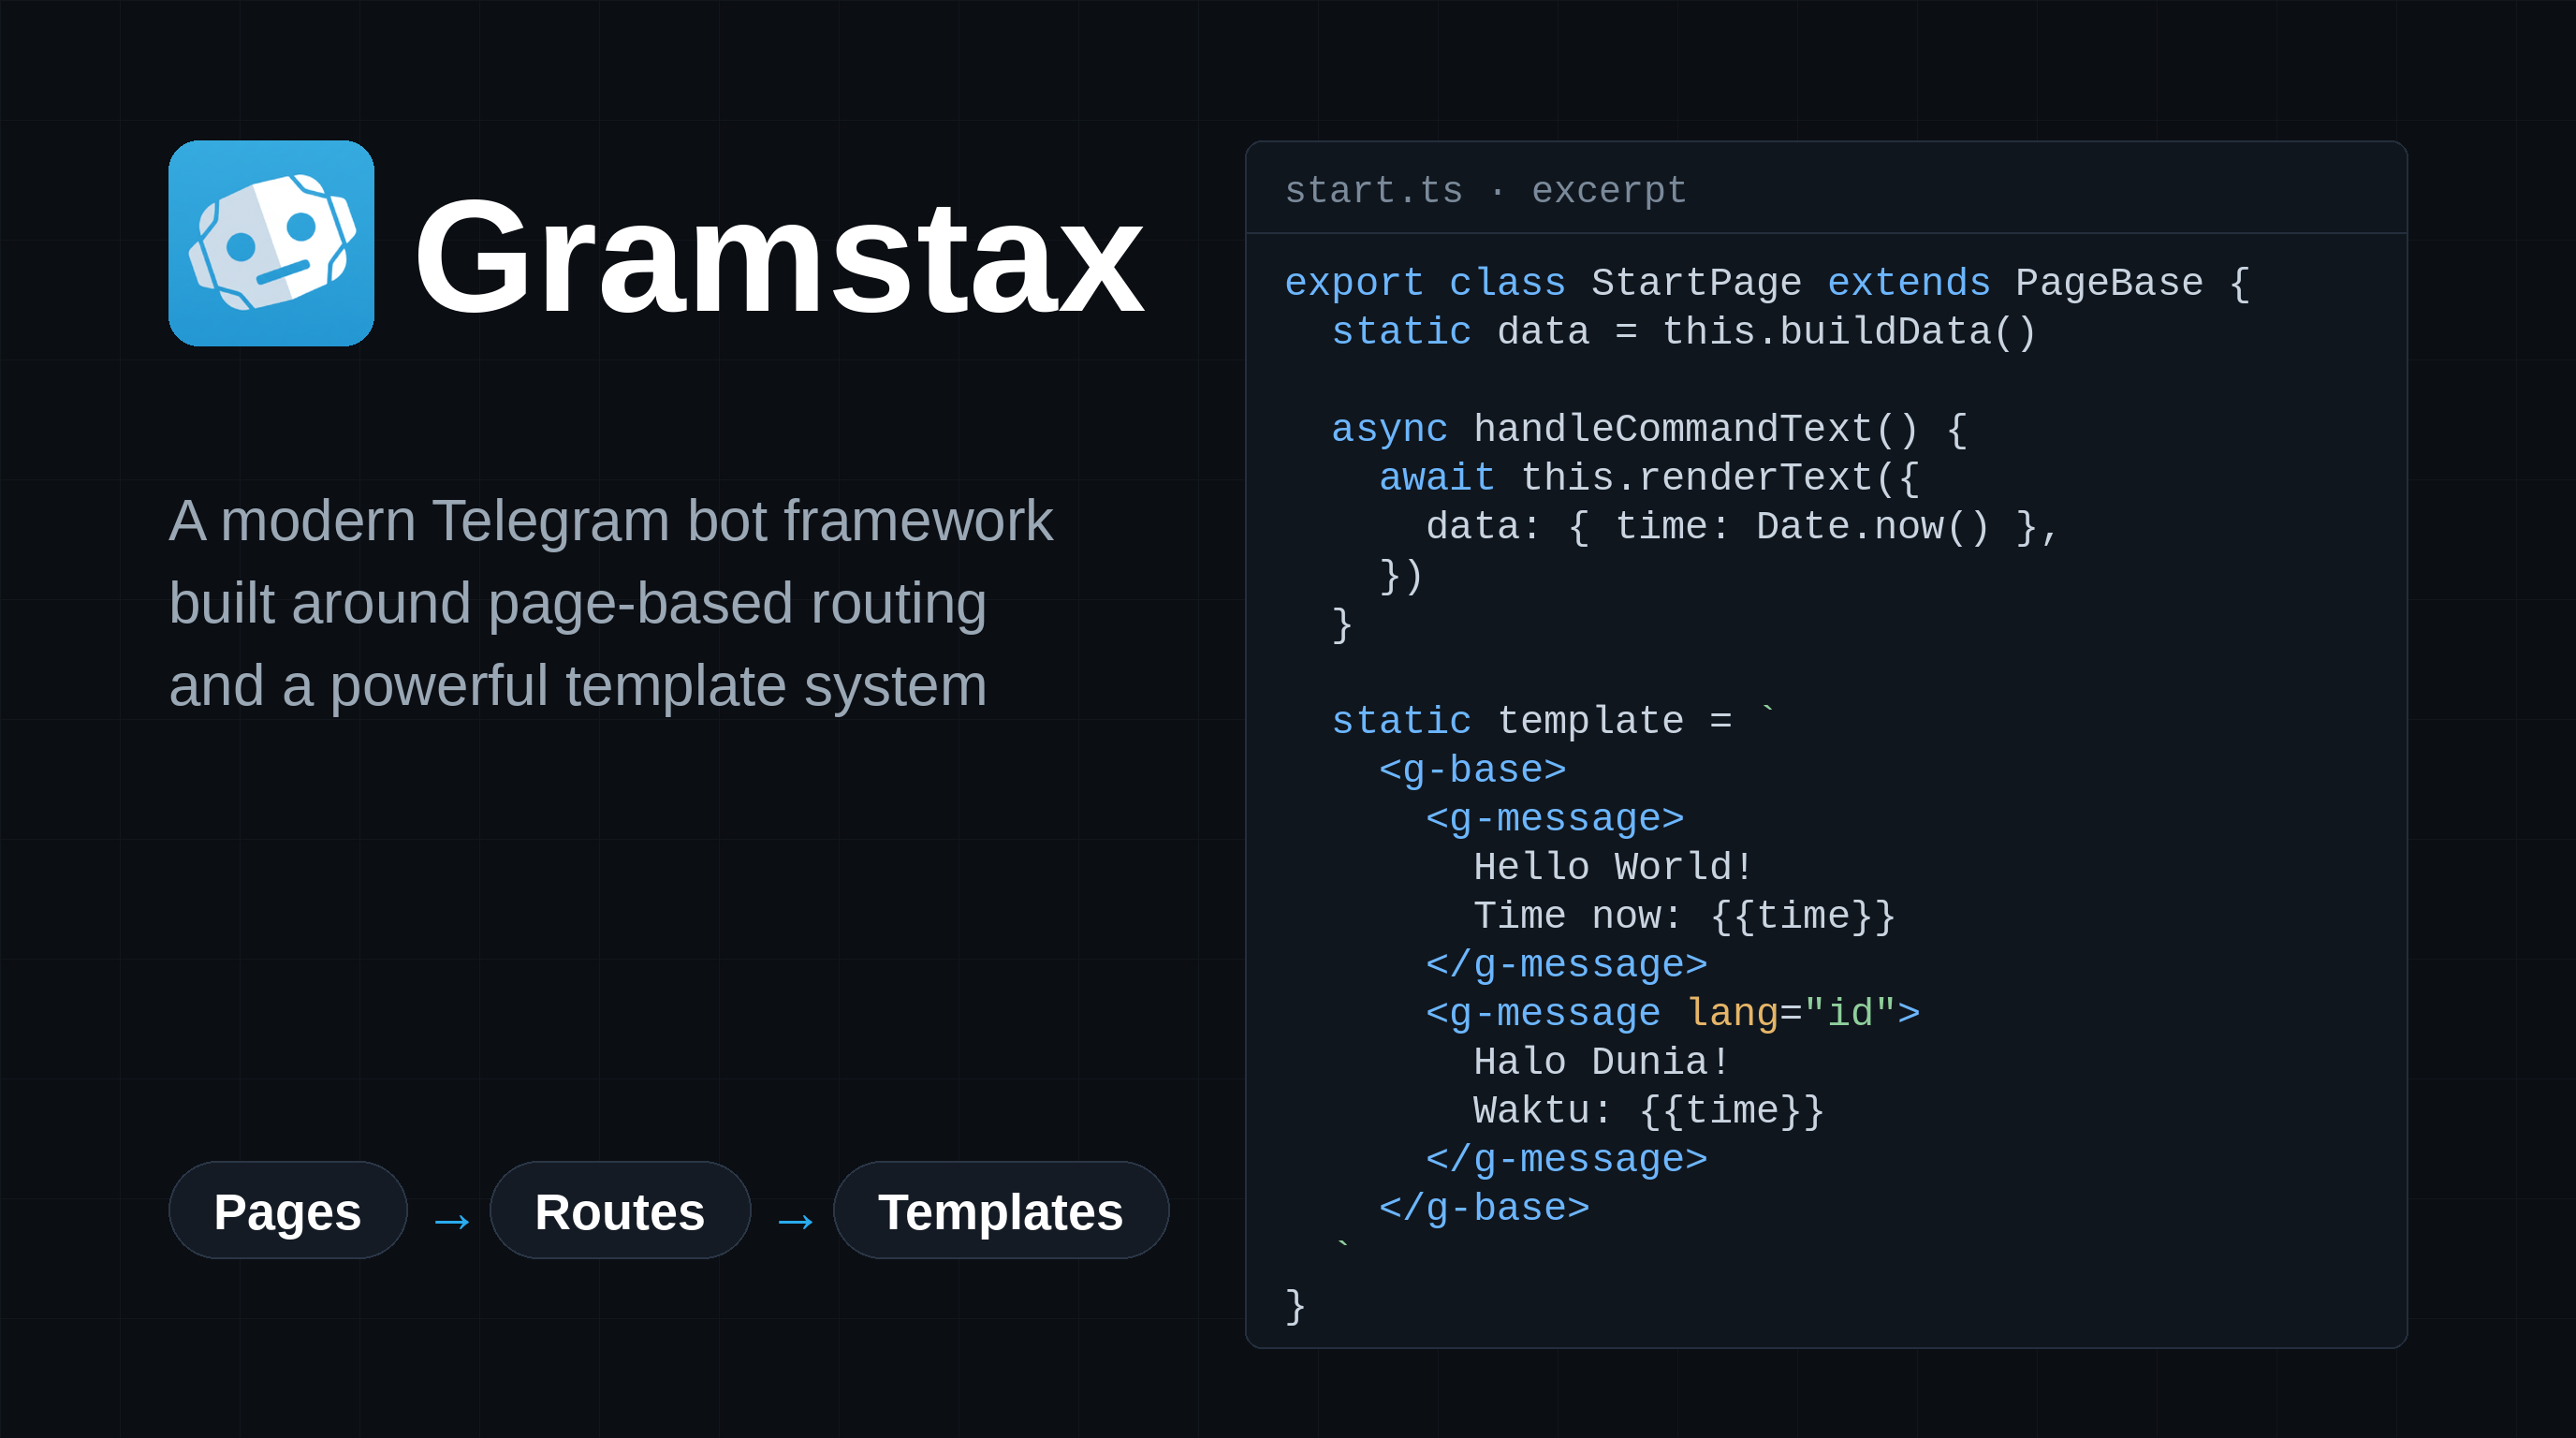 Gramstax
A modern Telegram bot framework
built around page-based routing
and a powerful template system
Pages → Routes → Templates
start.ts · excerpt
export class StartPage extends PageBase {
  static data = this.buildData()

  async handleCommandText() {
    await this.renderText({
      data: { time: Date.now() },
    })
  }

  static template = `
    <g-base>
      <g-message>
        Hello World!
        Time now: {{time}}
      </g-message>
      <g-message lang="id">
        Halo Dunia!
        Waktu: {{time}}
      </g-message>
    </g-base>
  `
}